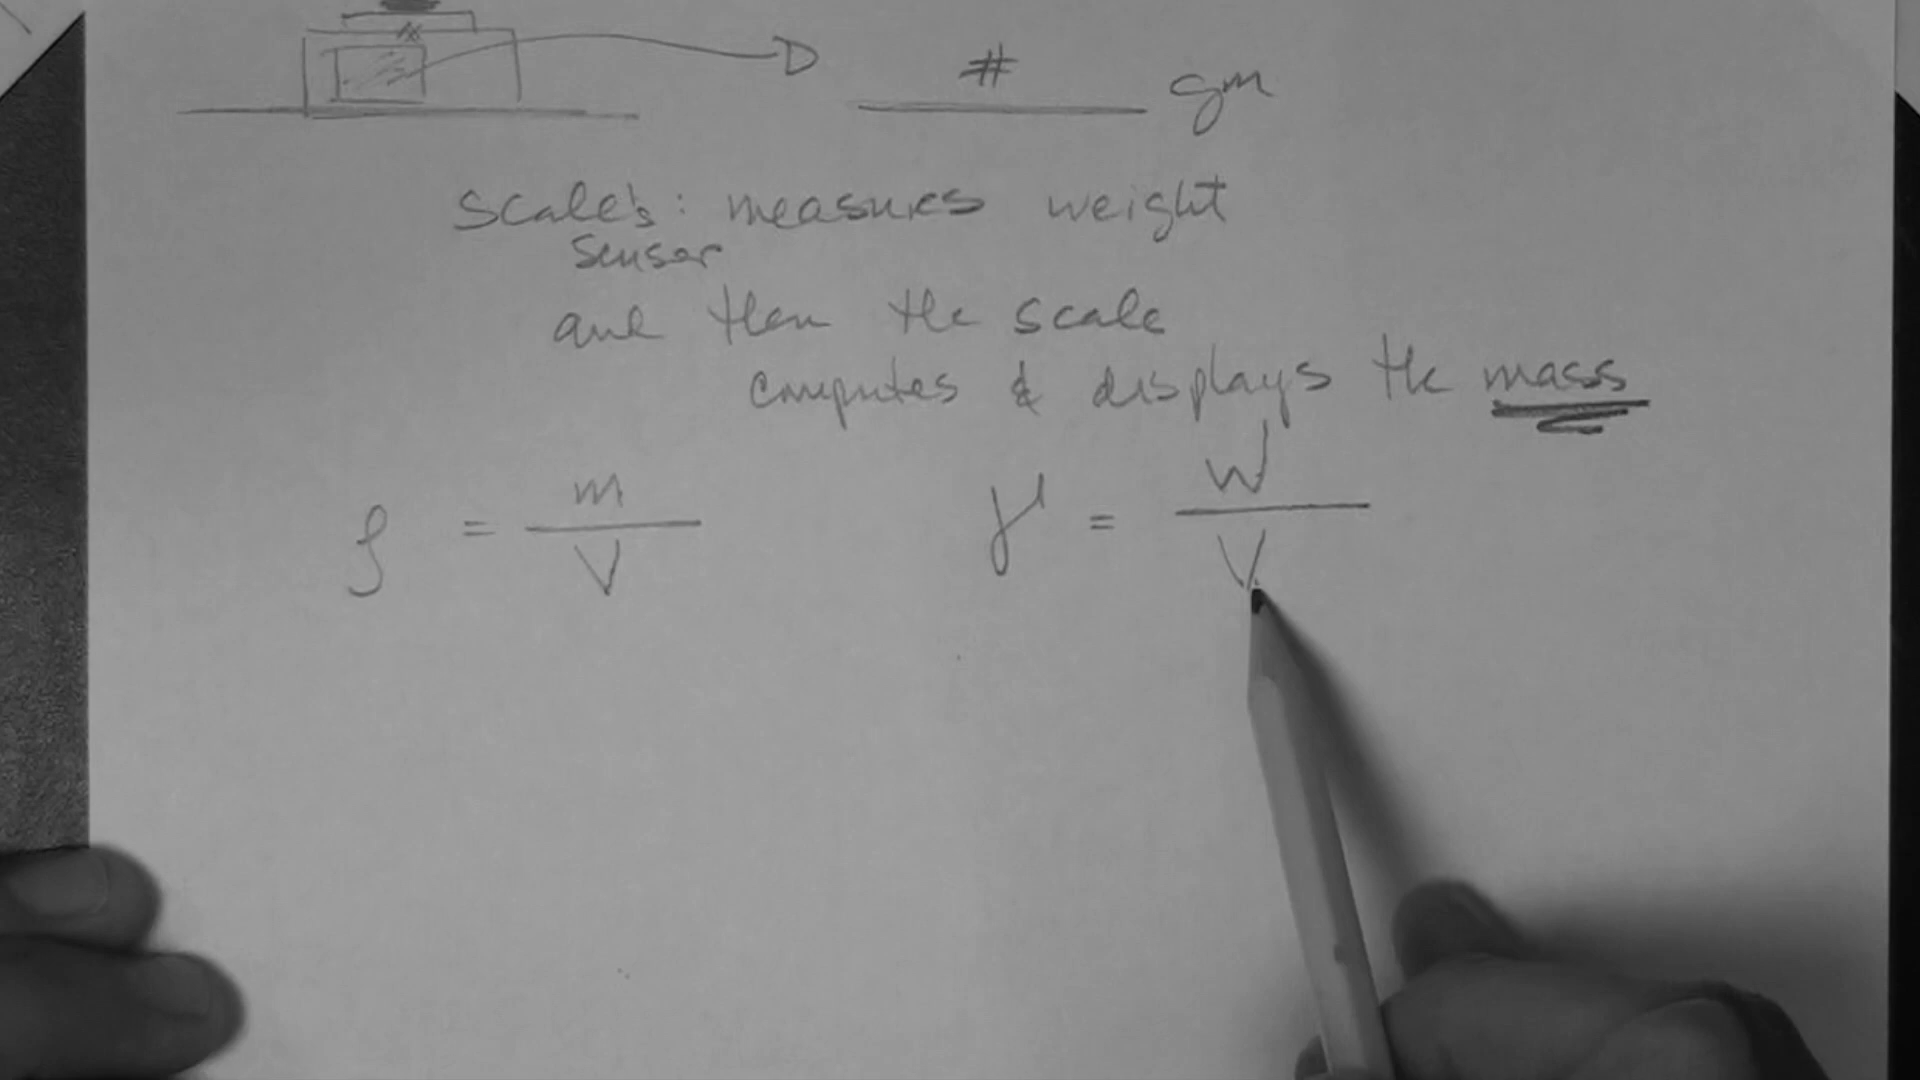 # gm
scale's: measures weight
sensor
and then the scale
computes & displays the mass
ρ = m / V
γ = W / V